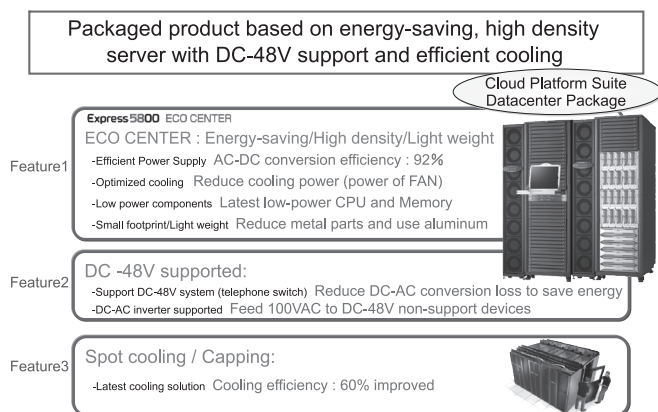 Packaged product based on energy-saving, high density
server with DC-48V support and efficient cooling
Cloud Platform Suite
Datacenter Package
Express5800 ECO CENTER
ECO CENTER : Energy-saving/High density/Light weight
Feature1
-Efficient Power Supply AC-DC conversion efficiency : 92%
-Optimized cooling Reduce cooling power (power of FAN)
-Low power components Latest low-power CPU and Memory
-Small footprint/Light weight Reduce metal parts and use aluminum
Feature2
DC -48V supported:
-Support DC-48V system (telephone switch) Reduce DC-AC conversion loss to save energy
-DC-AC inverter supported Feed 100VAC to DC-48V non-support devices
Feature3
Spot cooling / Capping:
-Latest cooling solution Cooling efficiency : 60% improved